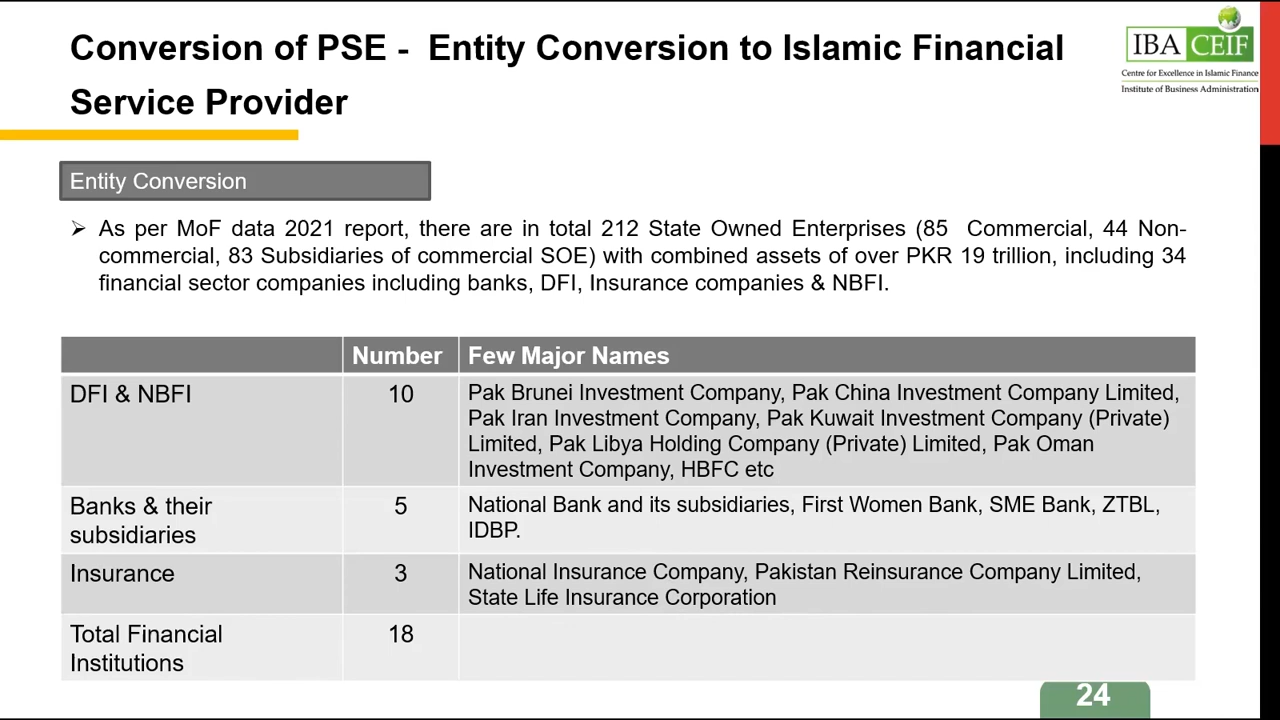 Conversion of PSE - Entity Conversion to Islamic Financial
Service Provider
IBA CEIF
Centre for Excellence in Islamic Finance
Institute of Business Administration
Entity Conversion
➢ As per MoF data 2021 report, there are in total 212 State Owned Enterprises (85 Commercial, 44 Non-
commercial, 83 Subsidiaries of commercial SOE) with combined assets of over PKR 19 trillion, including 34
financial sector companies including banks, DFI, Insurance companies & NBFI.
Number Few Major Names
DFI & NBFI 10 Pak Brunei Investment Company, Pak China Investment Company Limited,
Pak Iran Investment Company, Pak Kuwait Investment Company (Private)
Limited, Pak Libya Holding Company (Private) Limited, Pak Oman
Investment Company, HBFC etc
Banks & their 5 National Bank and its subsidiaries, First Women Bank, SME Bank, ZTBL,
subsidiaries IDBP.
Insurance 3 National Insurance Company, Pakistan Reinsurance Company Limited,
State Life Insurance Corporation
Total Financial 18
Institutions
24